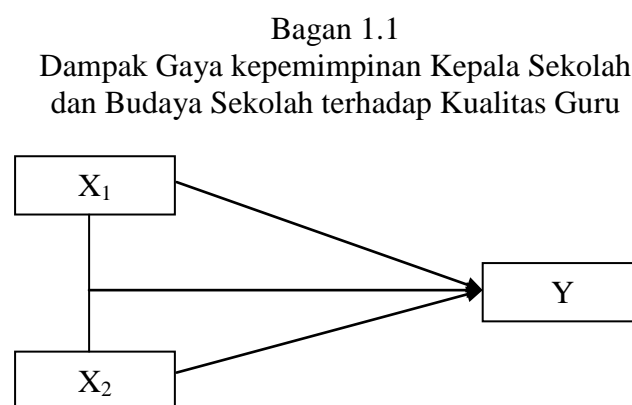 Bagan 1.1
Dampak Gaya kepemimpinan Kepala Sekolah
dan Budaya Sekolah terhadap Kualitas Guru
X₁
Y
X₂